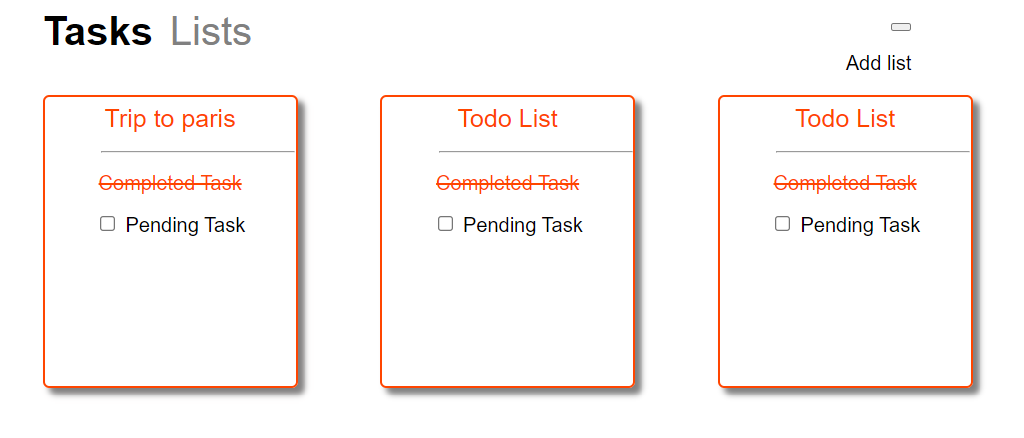 Tasks Lists
Add list
Trip to paris
Completed Task
Pending Task
Todo List
Completed Task
Pending Task
Todo List
Completed Task
Pending Task